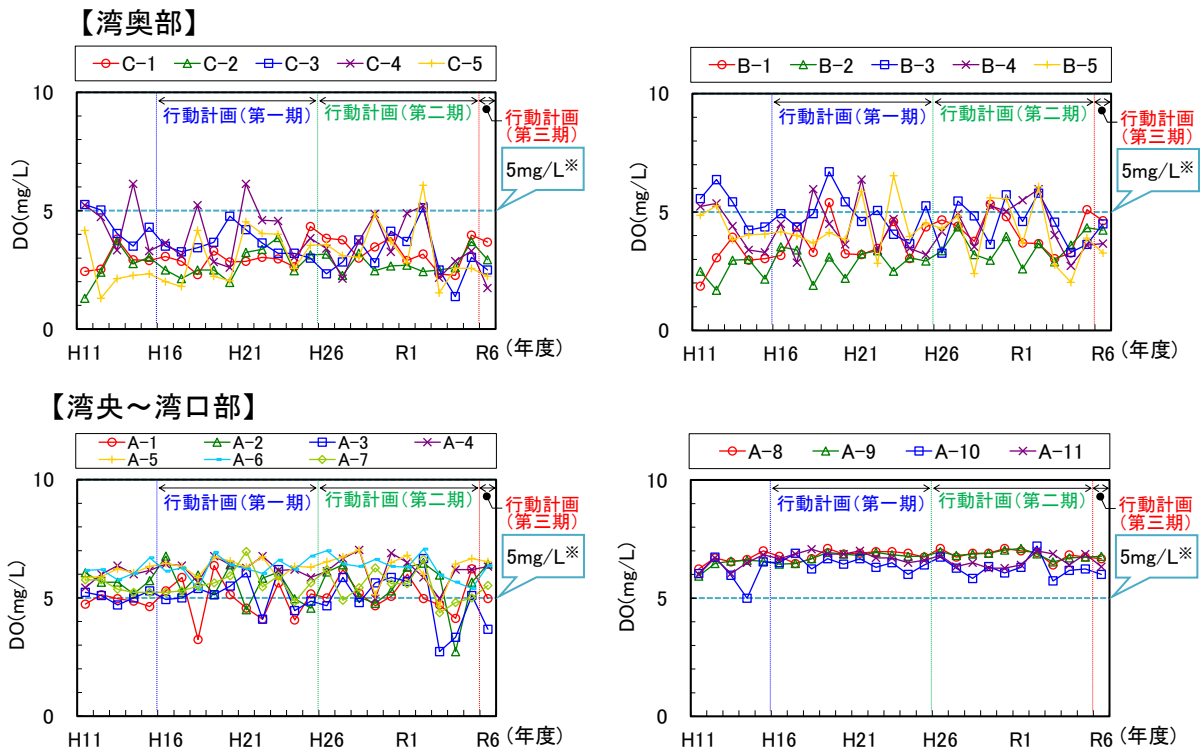 【湾奥部】
C-1 C-2 C-3 C-4 C-5
10
行動計画(第一期)
行動計画(第二期)
行動計画
(第三期)
5mg/L※
DO(mg/L)
5
0
H11 H16 H21 H26 R1 R6 (年度)
B-1 B-2 B-3 B-4 B-5
10
行動計画(第一期)
行動計画(第二期)
行動計画
(第三期)
5mg/L※
DO(mg/L)
5
0
H11 H16 H21 H26 R1 R6 (年度)
【湾央～湾口部】
A-1 A-2 A-3 A-4
A-5 A-6 A-7
10
行動計画(第一期)
行動計画(第二期)
行動計画
(第三期)
5mg/L※
DO(mg/L)
5
0
H11 H16 H21 H26 R1 R6 (年度)
A-8 A-9 A-10 A-11
10
行動計画(第一期)
行動計画(第二期)
行動計画
(第三期)
5mg/L※
DO(mg/L)
5
0
H11 H16 H21 H26 R1 R6 (年度)